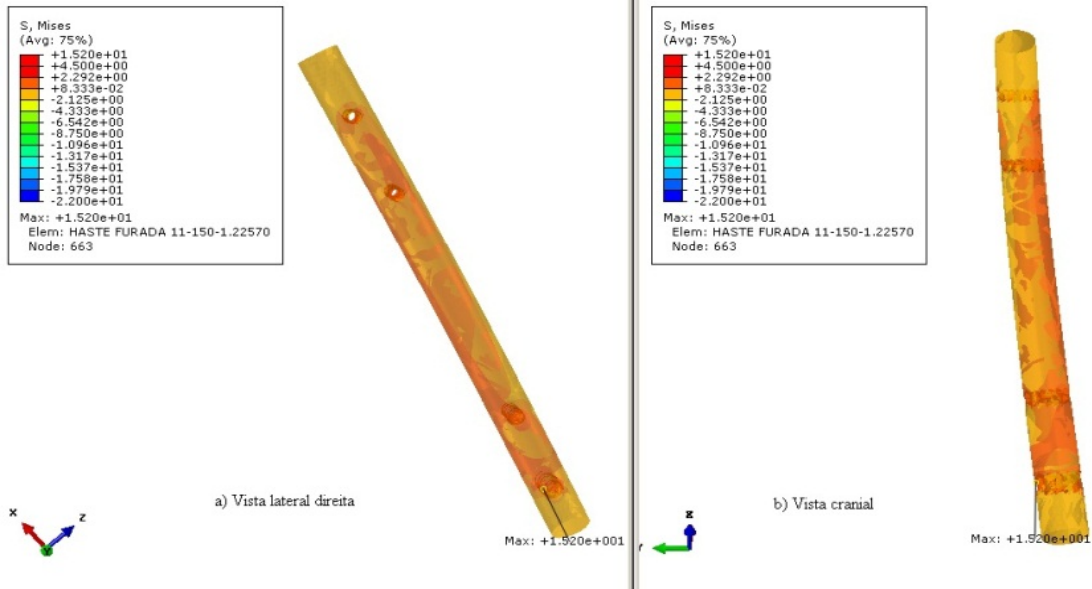 S, Mises
(Avg: 75%)
+1.520e+01
+4.500e+00
+2.292e+00
+8.333e-02
-2.125e+00
-4.333e+00
-6.542e+00
-8.750e+00
-1.096e+01
-1.317e+01
-1.537e+01
-1.758e+01
-1.979e+01
-2.200e+01
Max: +1.520e+01
Elem: HASTE FURADA 11-150-1.22570
Node: 663
a) Vista lateral direita
X
Z
Y
Max: +1.520e+001
S, Mises
(Avg: 75%)
+1.520e+01
+4.500e+00
+2.292e+00
+8.333e-02
-2.125e+00
-4.333e+00
-6.542e+00
-8.750e+00
-1.096e+01
-1.317e+01
-1.537e+01
-1.758e+01
-1.979e+01
-2.200e+01
Max: +1.520e+01
Elem: HASTE FURADA 11-150-1.22570
Node: 663
b) Vista cranial
Y
Max: +1.520e+001